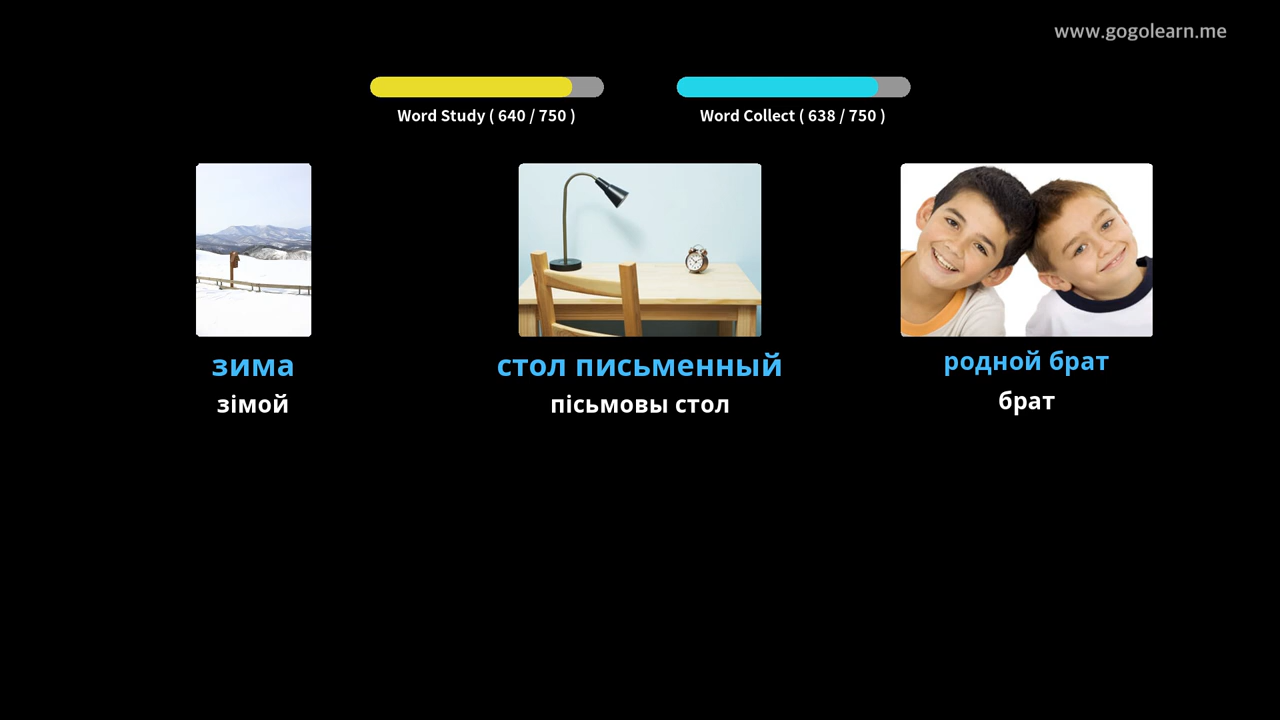 www.gogolearn.me
Word Study ( 640 / 750 )
Word Collect ( 638 / 750 )
зима
зімой
стол письменный
пісьмовы стол
родной брат
брат